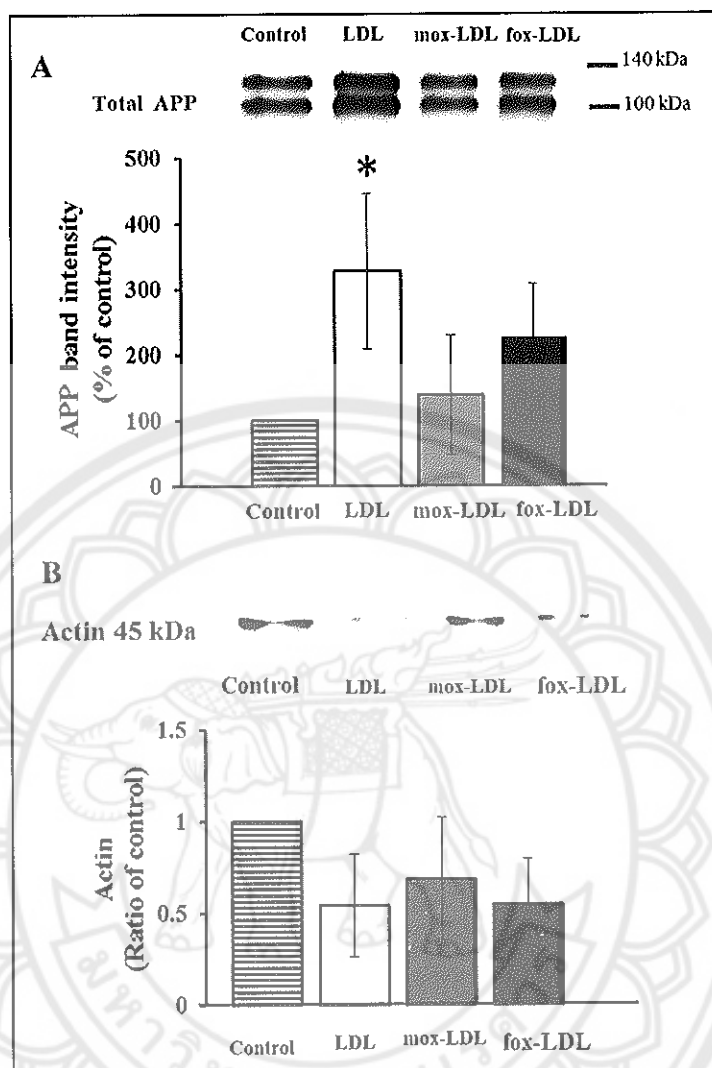 Control LDL mox-LDL fox-LDL
A
140 kDa
Total APP
100 kDa
500
*
400
300
200
100
0
APP band intensity
(% of control)
Control LDL mox-LDL fox-LDL
B
Actin 45 kDa
Control LDL mox-LDL fox-LDL
1.5
1
0.5
0
Actin
(Ratio of control)
Control LDL mox-LDL fox-LDL